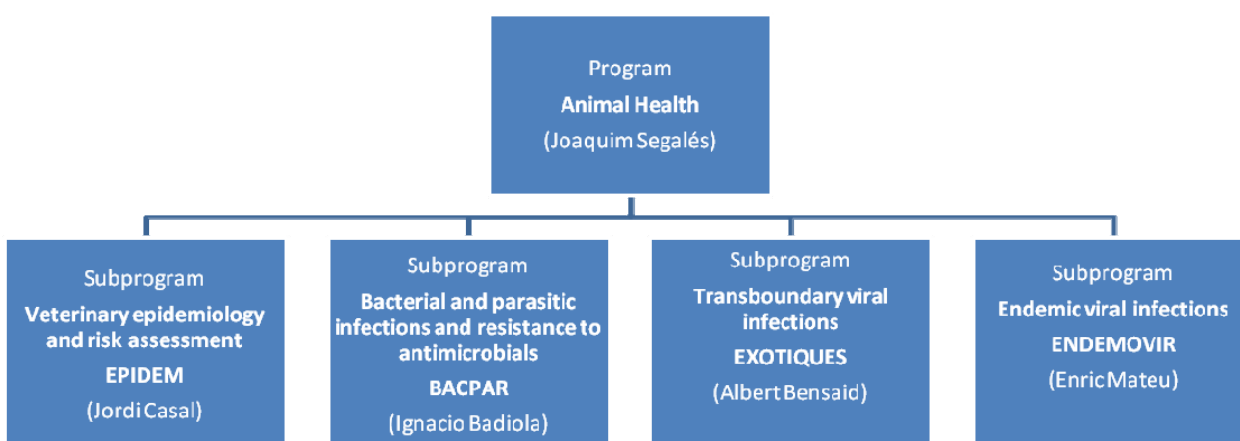 Program
Animal Health
(Joaquim Segalés)
Subprogram
Veterinary epidemiology
and risk assessment
EPIDEM
(Jordi Casal)
Subprogram
Bacterial and parasitic
infections and resistance to
antimicrobials
BACPAR
(Ignacio Badiola)
Subprogram
Transboundary viral
infections
EXOTIQUES
(Albert Bensaid)
Subprogram
Endemic viral infections
ENDEMOVIR
(Enric Mateu)